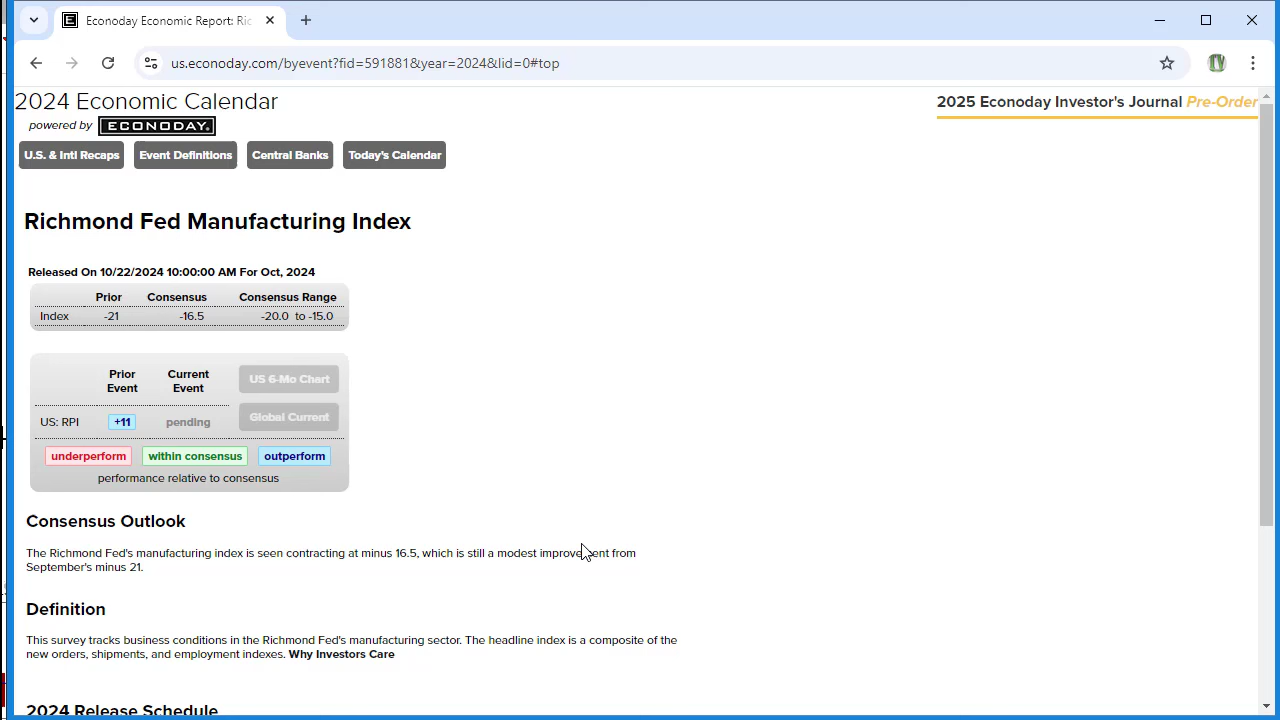 Econoday Economic Report: Ric
us.econoday.com/byevent?fid=591881&year=2024&lid=0#top
2024 Economic Calendar
2025 Econoday Investor's Journal Pre-Order
powered by ECONODAY.
U.S. & Intl Recaps Event Definitions Central Banks Today's Calendar
Richmond Fed Manufacturing Index
Released On 10/22/2024 10:00:00 AM For Oct, 2024
Prior Consensus Consensus Range
Index -21 -16.5 -20.0 to -15.0
Prior Current
Event Event
US 6-Mo Chart
Global Current
US: RPI +11 pending
underperform within consensus outperform
performance relative to consensus
Consensus Outlook
The Richmond Fed's manufacturing index is seen contracting at minus 16.5, which is still a modest improvement from
September's minus 21.
Definition
This survey tracks business conditions in the Richmond Fed's manufacturing sector. The headline index is a composite of the
new orders, shipments, and employment indexes. Why Investors Care
2024 Release Schedule